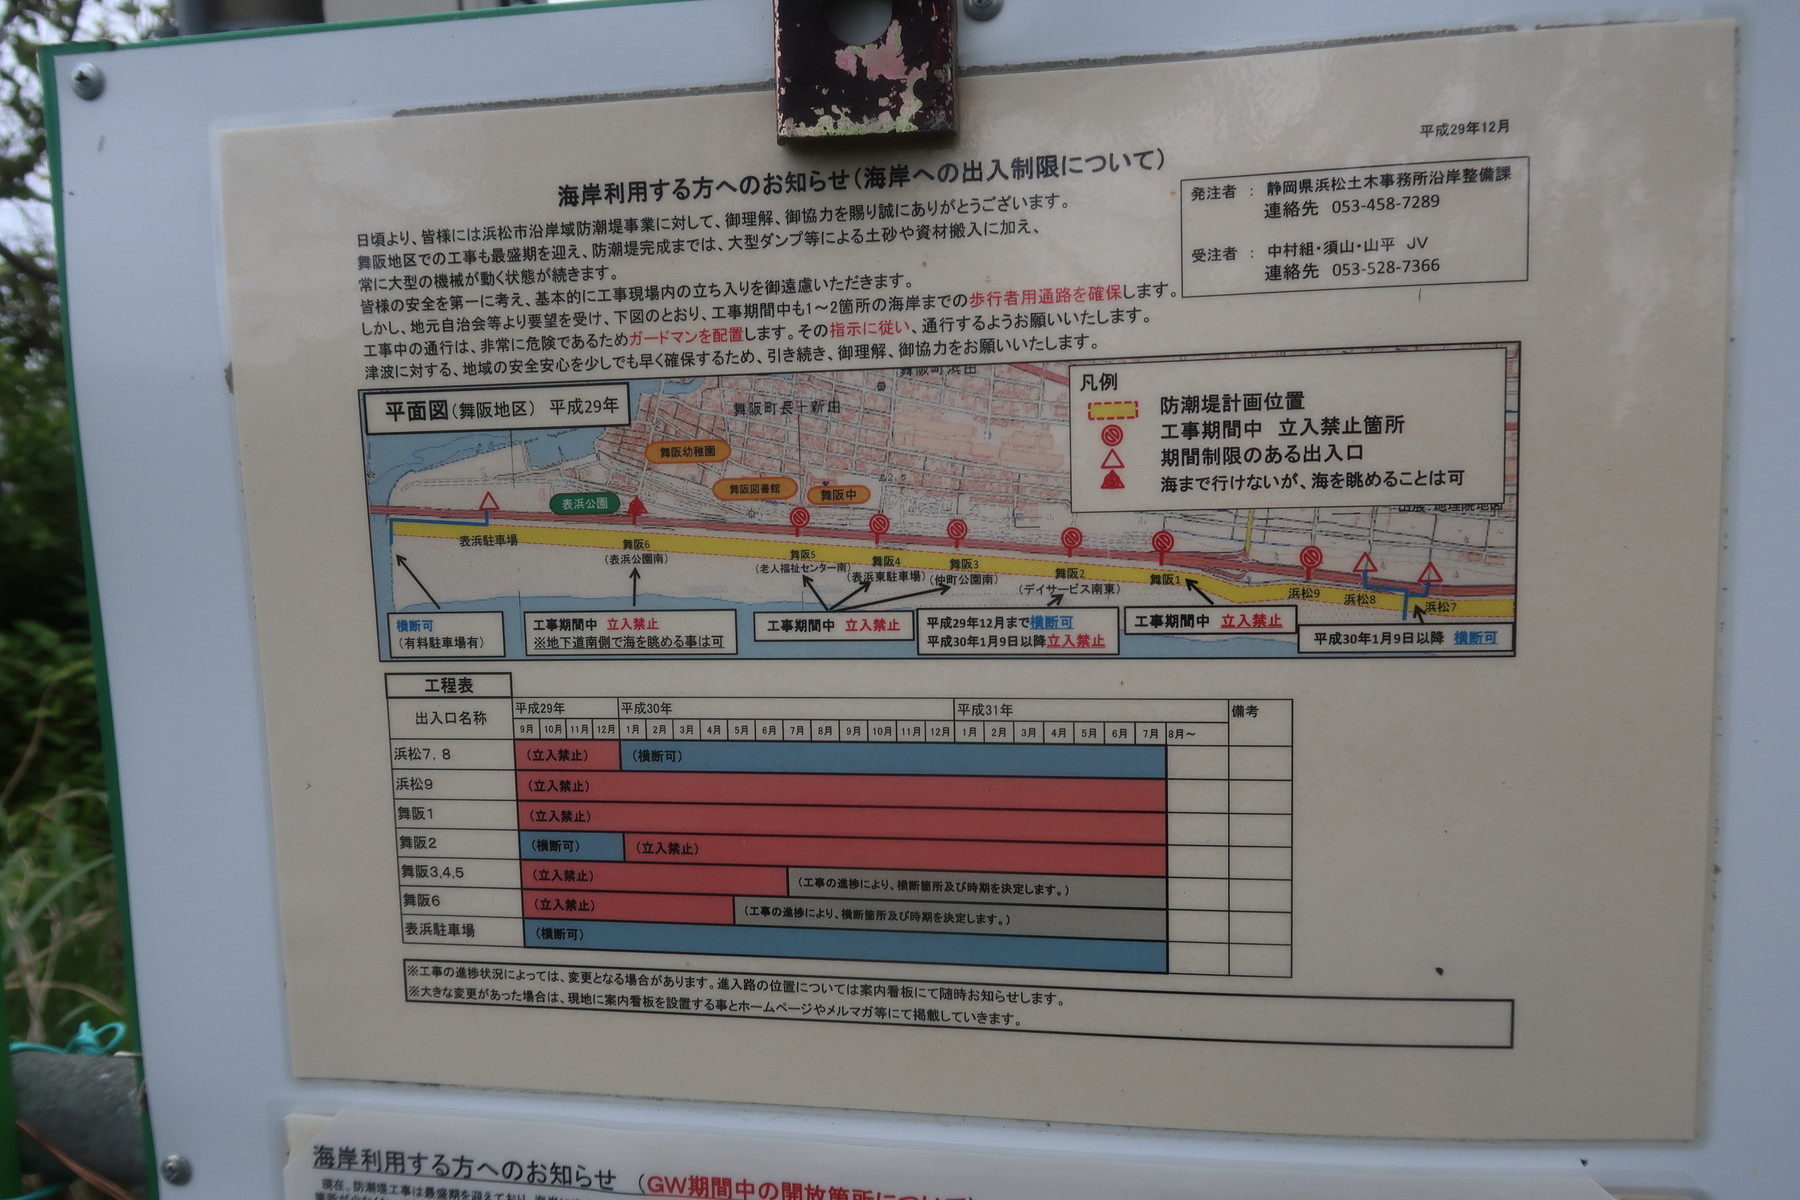 平成29年12月
海岸利用する方へのお知らせ(海岸への出入制限について)
発注者 : 静岡県浜松土木事務所沿岸整備課
連絡先 053-458-7289
受注者 : 中村組・須山・山平 JV
連絡先 053-528-7366
日頃より、皆様には浜松市沿岸域防潮堤事業に対して、御理解、御協力を賜り誠にありがとうございます。
舞阪地区での工事も最盛期を迎え、防潮堤完成までは、大型ダンプ等による土砂や資材搬入に加え、
常に大型の機械が動く状態が続きます。
皆様の安全を第一に考え、基本的に工事現場内の立ち入りを御遠慮いただきます。
しかし、地元自治会等より要望を受け、下図のとおり、工事期間中も1~2箇所の海岸までの歩行者用通路を確保します。
工事中の通行は、非常に危険であるためガードマンを配置します。その指示に従い、通行するようお願いいたします。
津波に対する、地域の安全安心を少しでも早く確保するため、引き続き、御理解、御協力をお願いいたします。
平面図(舞阪地区) 平成29年
舞阪町浜田
舞阪町長十新田
凡例
防潮堤計画位置
工事期間中 立入禁止箇所
期間制限のある出入口
海まで行けないが、海を眺めることは可
出展:地理院地図
舞阪幼稚園
舞阪図書館
舞阪中
表浜公園
表浜駐車場
舞阪6
(表浜公園南)
舞阪5
(老人福祉センター南)
舞阪4
(表浜東駐車場)
舞阪3
(仲町公園南)
舞阪2
(デイサービス南東)
舞阪1
浜松9
浜松8
浜松7
横断可
(有料駐車場有)
工事期間中 立入禁止
※地下道南側で海を眺める事は可
工事期間中 立入禁止
平成29年12月まで横断可
平成30年1月9日以降立入禁止
工事期間中 立入禁止
平成30年1月9日以降 横断可
工程表
出入口名称 平成29年 平成30年 平成31年 備考
9月 10月 11月 12月 1月 2月 3月 4月 5月 6月 7月 8月 9月 10月 11月 12月 1月 2月 3月 4月 5月 6月 7月 8月~
浜松7, 8 (立入禁止) (横断可)
浜松9 (立入禁止)
舞阪1 (立入禁止)
舞阪2 (横断可) (立入禁止)
舞阪3,4,5 (立入禁止) (工事の進捗により、横断箇所及び時期を決定します。)
舞阪6 (立入禁止) (工事の進捗により、横断箇所及び時期を決定します。)
表浜駐車場 (横断可)
※工事の進捗状況によっては、変更となる場合があります。進入路の位置については案内看板にて随時お知らせします。
※大きな変更があった場合は、現地に案内看板を設置する事とホームページやメルマガ等にて掲載していきます。
海岸利用する方へのお知らせ (GW期間中の開放箇所について)
現在、防潮堤工事は最盛期を迎えており、